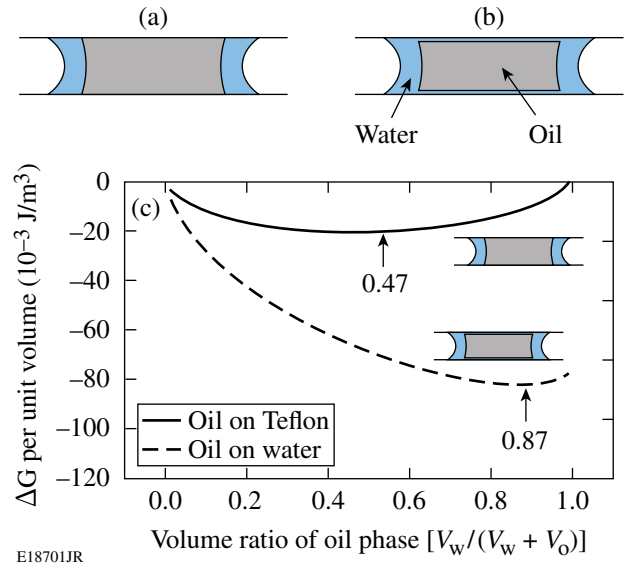 (a)
(b)
Water
Oil
(c)
ΔG per unit volume (10⁻³ J/m³)
0
–20
–40
–60
–80
–100
–120
0.47
0.87
Oil on Teflon
Oil on water
0.0
0.2
0.4
0.6
0.8
1.0
Volume ratio of oil phase [Vw/(Vw + Vo)]
E18701JR